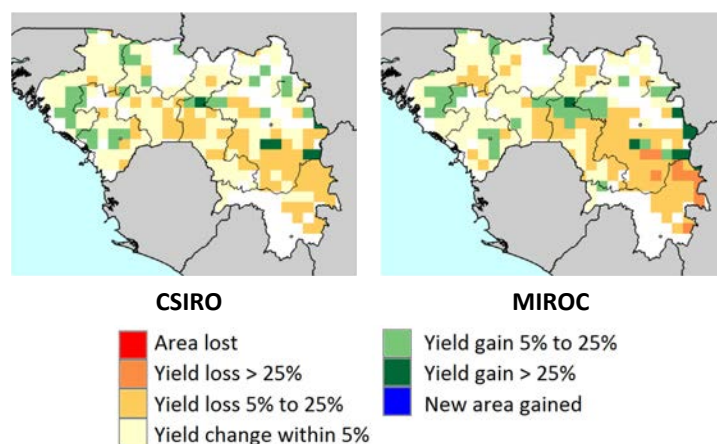 CSIRO
MIROC
Area lost
Yield loss > 25%
Yield loss 5% to 25%
Yield change within 5%
Yield gain 5% to 25%
Yield gain > 25%
New area gained